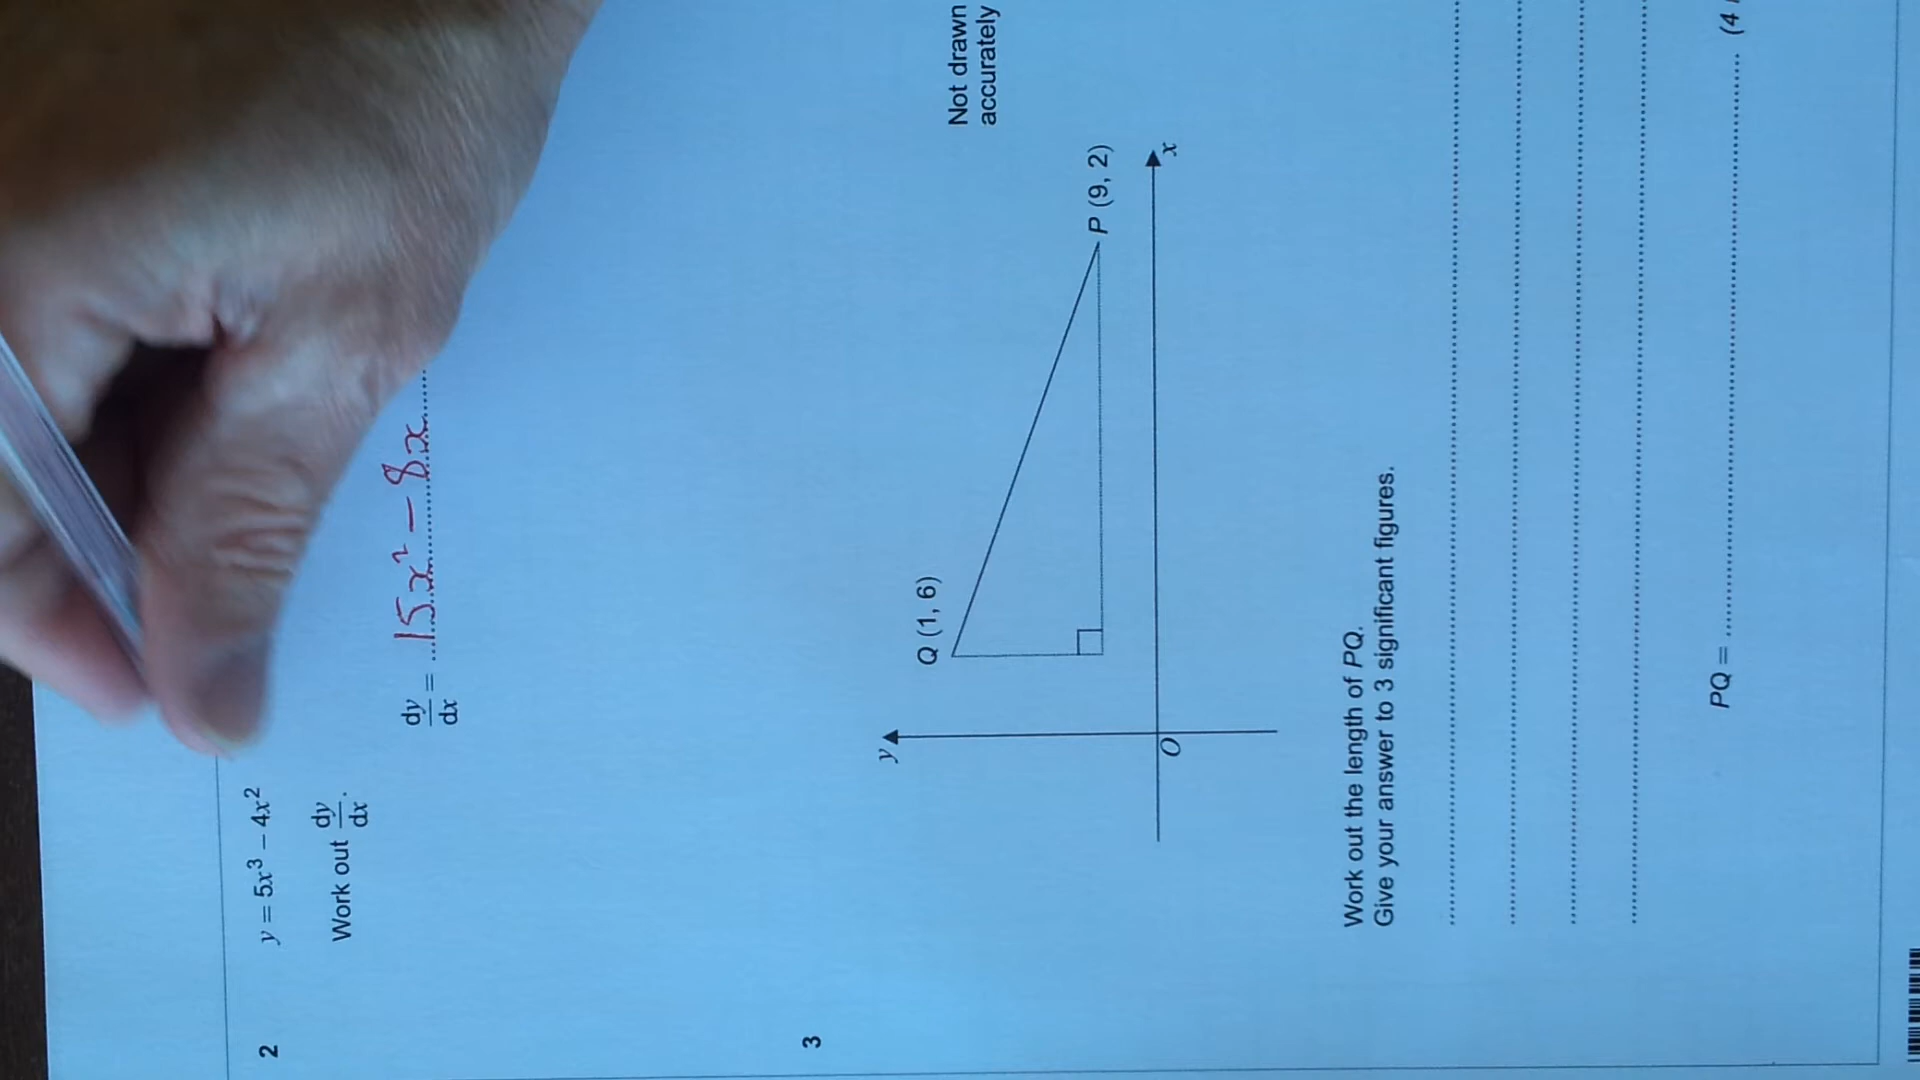 2 y = 5x³ – 4x²
Work out dy/dx.
dy/dx = 15x² – 8x
3
Not drawn
accurately
y
Q (1, 6)
P (9, 2)
O
x
Work out the length of PQ.
Give your answer to 3 significant figures.
PQ =
(4